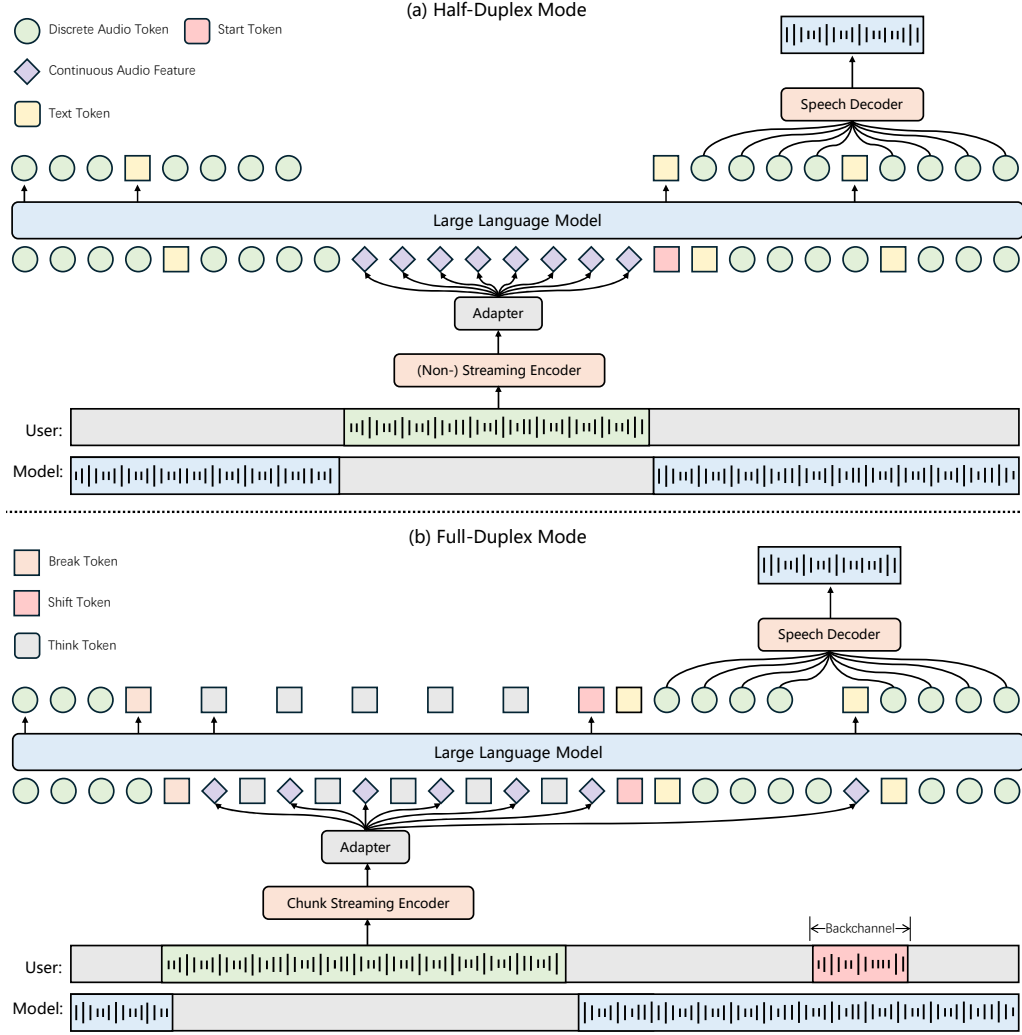 (a) Half-Duplex Mode
Discrete Audio Token
Start Token
Continuous Audio Feature
Text Token
Speech Decoder
Large Language Model
Adapter
(Non-) Streaming Encoder
User:
Model:
(b) Full-Duplex Mode
Break Token
Shift Token
Think Token
Speech Decoder
Large Language Model
Adapter
Chunk Streaming Encoder
Backchannel
User:
Model: